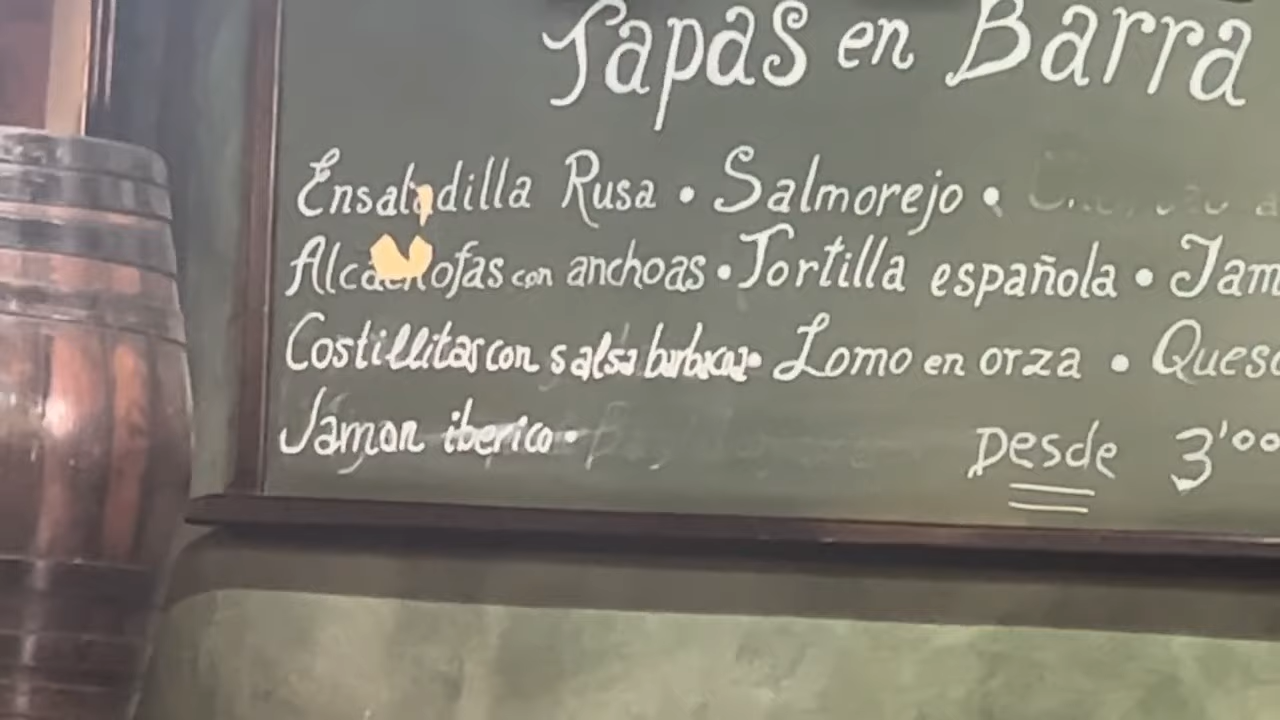 Tapas en Barra
Ensaladilla Rusa • Salmorejo •
Alcachofas con anchoas • Tortilla española • Jam
Costillitas con salsa barbacoa • Lomo en orza • Queso
Jamon iberico •
Desde 3'00